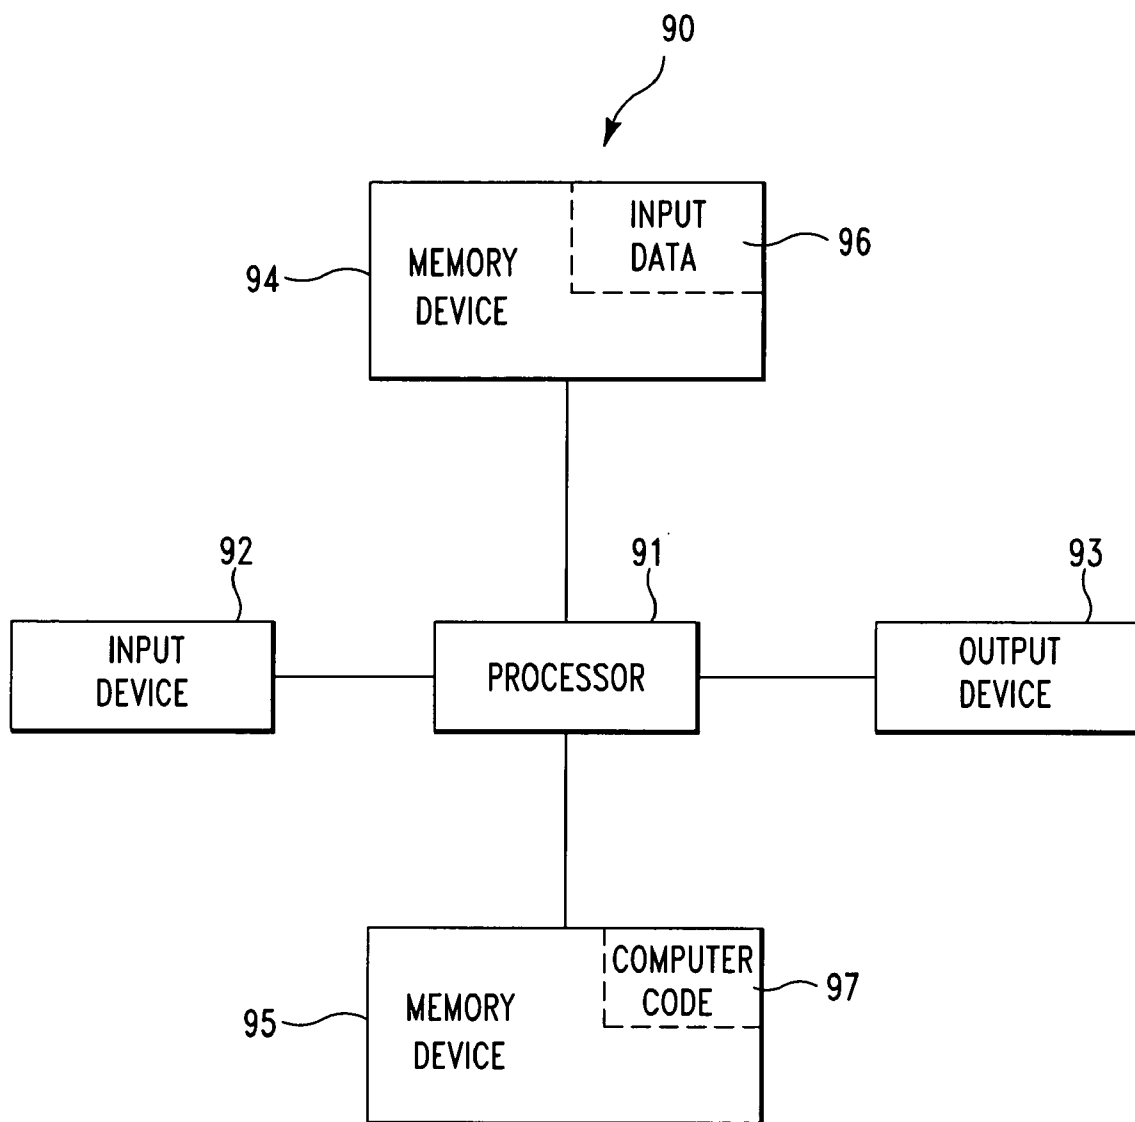 90
INPUT
DATA
96
MEMORY
DEVICE
94
92
91
93
INPUT
DEVICE
PROCESSOR
OUTPUT
DEVICE
COMPUTER
CODE
97
MEMORY
DEVICE
95